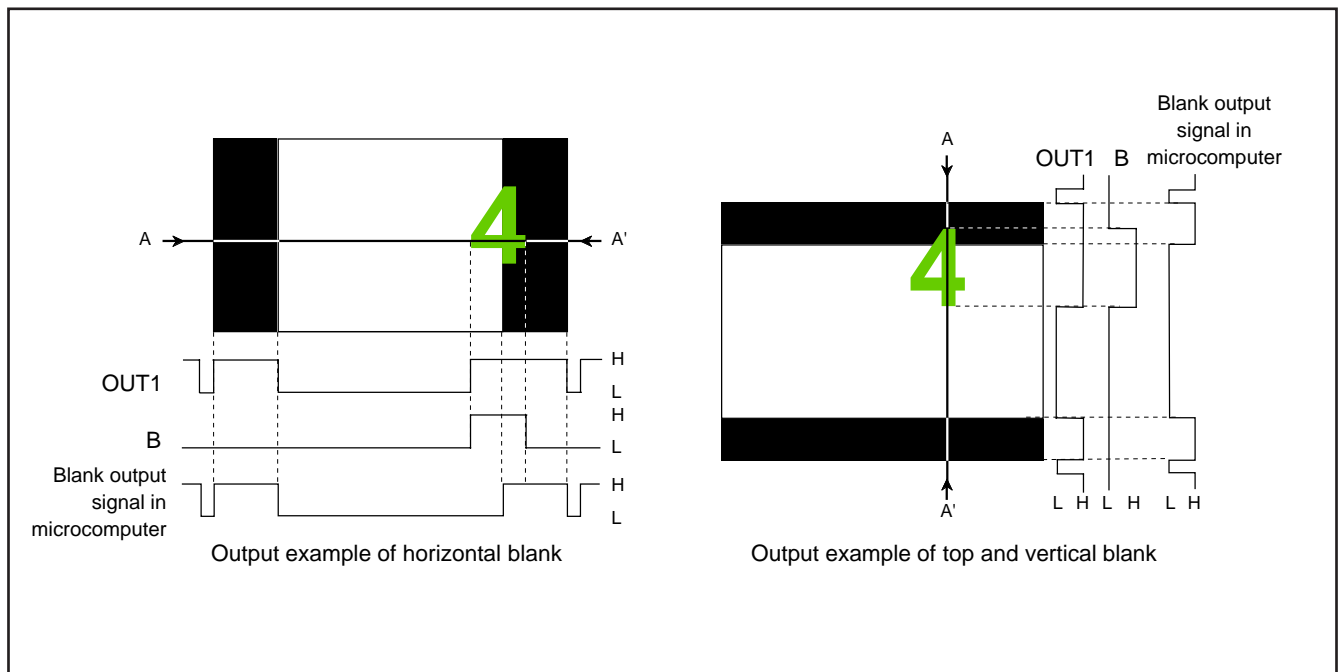 4
A
A'
OUT1
H
L
B
H
L
Blank output
signal in
microcomputer
H
L
Output example of horizontal blank
Blank output
signal in
microcomputer
OUT1 B
A
4
A'
L H L H L H
Output example of top and vertical blank